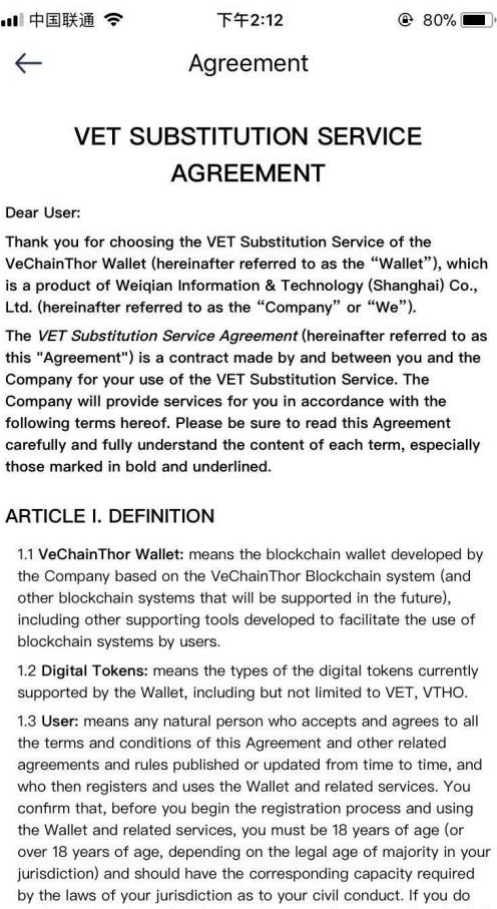 中国联通 下午2:12 80%
Agreement
VET SUBSTITUTION SERVICE
AGREEMENT
Dear User:
Thank you for choosing the VET Substitution Service of the
VeChainThor Wallet (hereinafter referred to as the “Wallet”), which
is a product of Weiqian Information & Technology (Shanghai) Co.,
Ltd. (hereinafter referred to as the “Company” or “We”).
The VET Substitution Service Agreement (hereinafter referred to as
this "Agreement") is a contract made by and between you and the
Company for your use of the VET Substitution Service. The
Company will provide services for you in accordance with the
following terms hereof. Please be sure to read this Agreement
carefully and fully understand the content of each term, especially
those marked in bold and underlined.
ARTICLE I. DEFINITION
1.1 VeChainThor Wallet: means the blockchain wallet developed by
the Company based on the VeChainThor Blockchain system (and
other blockchain systems that will be supported in the future),
including other supporting tools developed to facilitate the use of
blockchain systems by users.
1.2 Digital Tokens: means the types of the digital tokens currently
supported by the Wallet, including but not limited to VET, VTHO.
1.3 User: means any natural person who accepts and agrees to all
the terms and conditions of this Agreement and other related
agreements and rules published or updated from time to time, and
who then registers and uses the Wallet and related services. You
confirm that, before you begin the registration process and using
the Wallet and related services, you must be 18 years of age (or
over 18 years of age, depending on the legal age of majority in your
jurisdiction) and should have the corresponding capacity required
by the laws of your jurisdiction as to your civil conduct. If you do